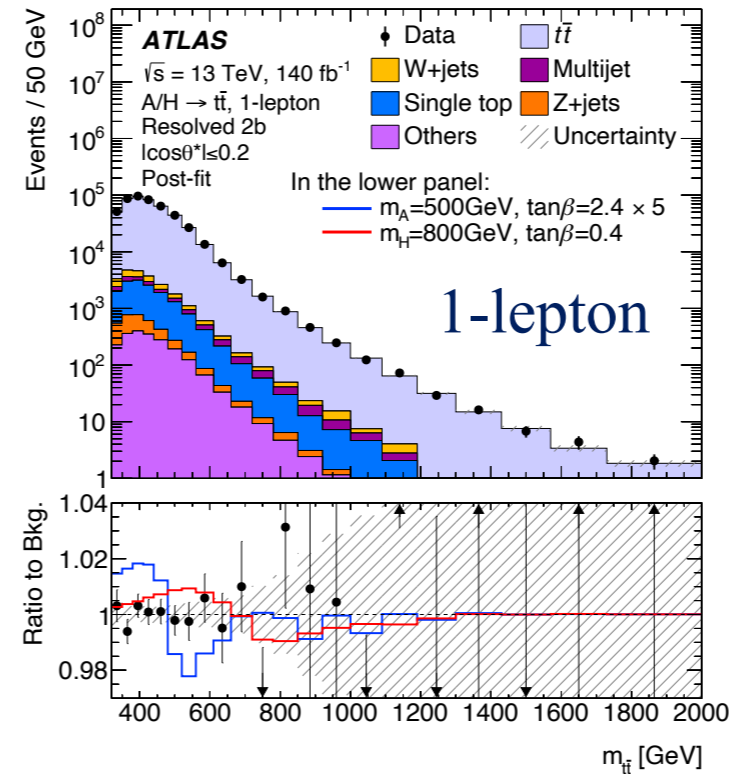 Events / 50 GeV
10⁸
10⁷
10⁶
10⁵
10⁴
10³
10²
10
1
ATLAS
√s = 13 TeV, 140 fb⁻¹
A/H → tt̄, 1-lepton
Resolved 2b
|cosθ*|≤0.2
Post-fit
Data
tt̄
W+jets
Multijet
Single top
Z+jets
Others
Uncertainty
In the lower panel:
m_A=500GeV, tanβ=2.4 × 5
m_H=800GeV, tanβ=0.4
1-lepton
Ratio to Bkg.
1.04
1.02
1
0.98
400 600 800 1000 1200 1400 1600 1800 2000
m_tt̄ [GeV]